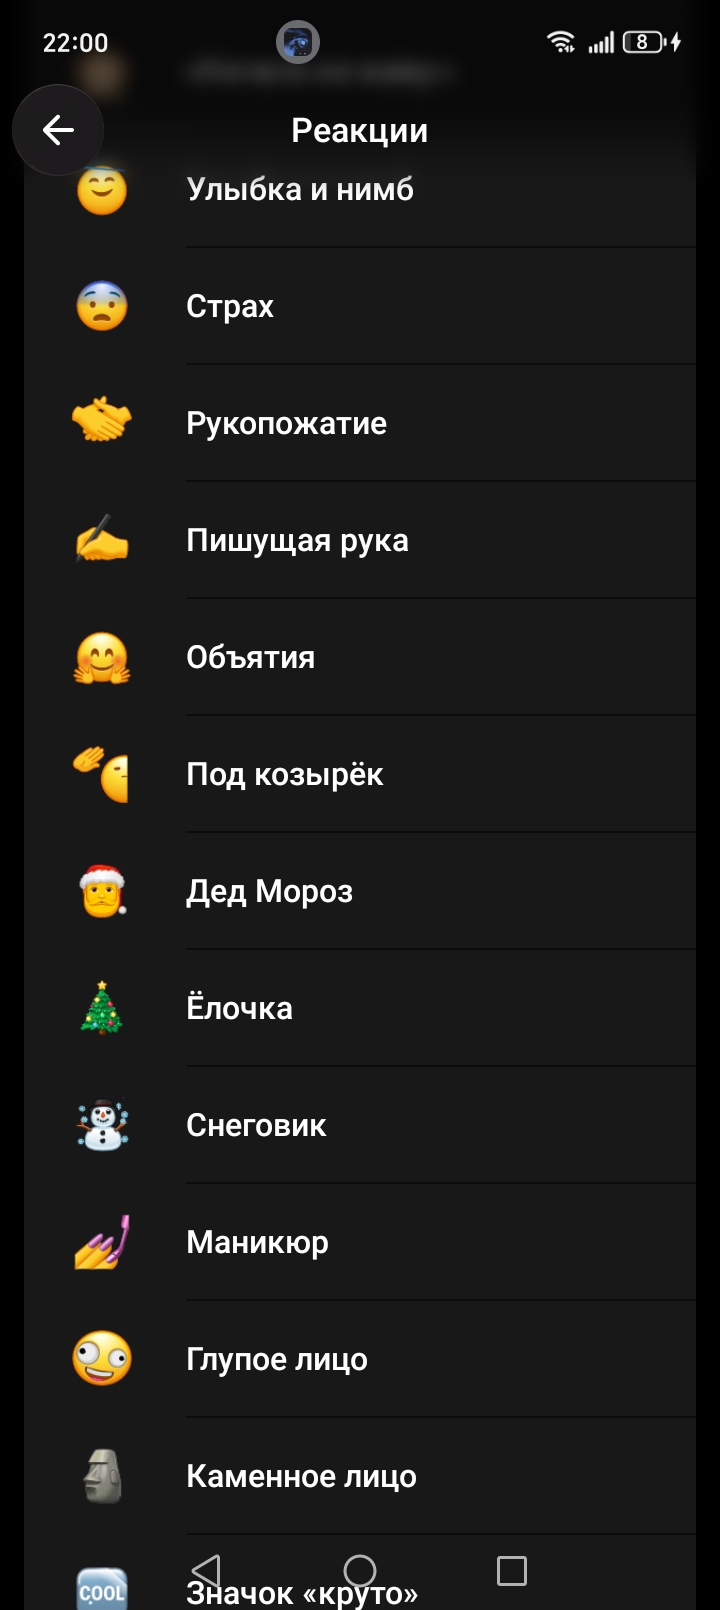 22:00
8
Реакции
Улыбка и нимб
Страх
Рукопожатие
Пишущая рука
Объятия
Под козырёк
Дед Мороз
Ёлочка
Снеговик
Маникюр
Глупое лицо
Каменное лицо
COOL
Значок «круто»